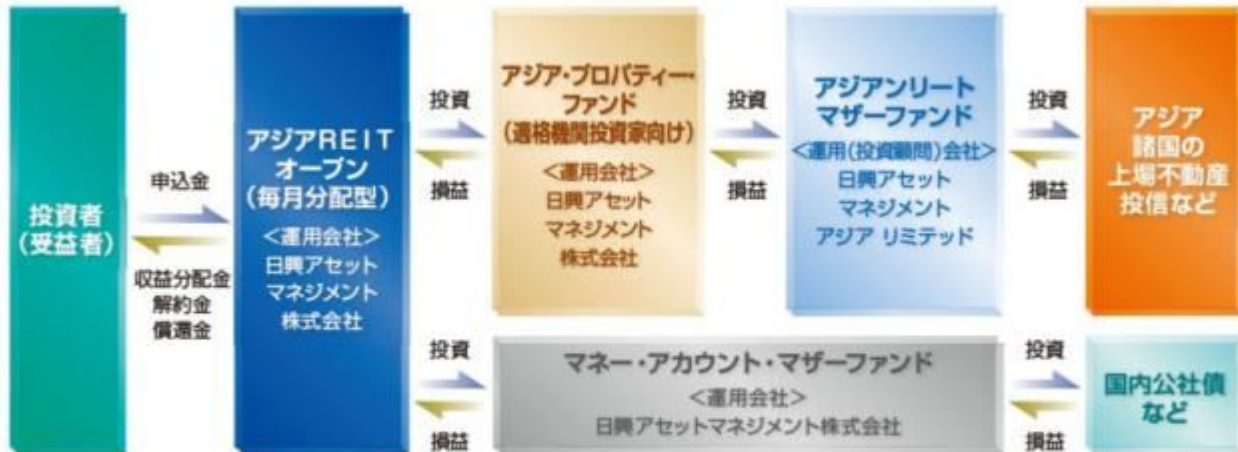 投資者
(受益者)
申込金
収益分配金
解約金
償還金
アジアREIT
オープン
(毎月分配型)
<運用会社>
日興アセット
マネジメント
株式会社
投資
損益
アジア・プロパティー・
ファンド
(適格機関投資家向け)
<運用会社>
日興アセット
マネジメント
株式会社
投資
損益
アジアンリート
マザーファンド
<運用(投資顧問)会社>
日興アセット
マネジメント
アジア リミテッド
投資
損益
アジア
諸国の
上場不動産
投信など
投資
損益
マネー・アカウント・マザーファンド
<運用会社>
日興アセットマネジメント株式会社
投資
損益
国内公社債
など